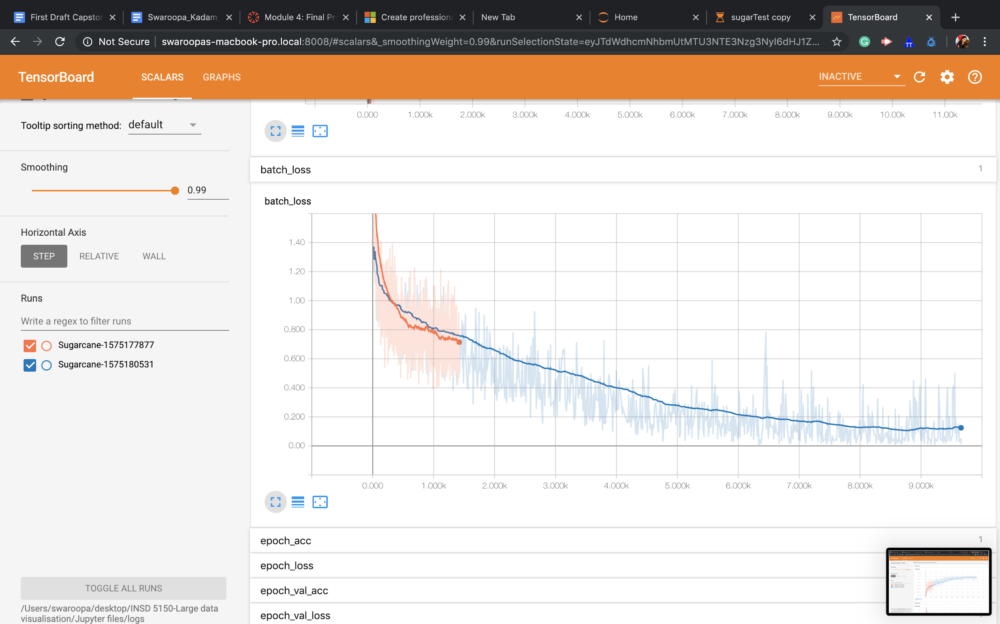 First Draft Capstor
Swaroopa_Kadam_
Module 4: Final Pr
Create professiona
New Tab
Home
sugarTest copy
TensorBoard
Not Secure
swaroopas-macbook-pro.local:8008/#scalars&_smoothingWeight=0.99&runSelectionState=eyJTdWdhcmNhbmUtMTU3NTE3Nzg3NyI6dHJ1Z...
TensorBoard
SCALARS
GRAPHS
INACTIVE
Tooltip sorting method: default
Smoothing
0.99
Horizontal Axis
STEP
RELATIVE
WALL
Runs
Write a regex to filter runs
Sugarcane-1575177877
Sugarcane-1575180531
TOGGLE ALL RUNS
/Users/swaroopa/desktop/INSD 5150-Large data
visualisation/Jupyter files/logs
0.000 1.000k 2.000k 3.000k 4.000k 5.000k 6.000k 7.000k 8.000k 9.000k 10.00k 11.00k
batch_loss
1
batch_loss
1.40
1.20
1.00
0.800
0.600
0.400
0.200
0.00
0.000 1.000k 2.000k 3.000k 4.000k 5.000k 6.000k 7.000k 8.000k 9.000k
epoch_acc
1
epoch_loss
epoch_val_acc
epoch_val_loss